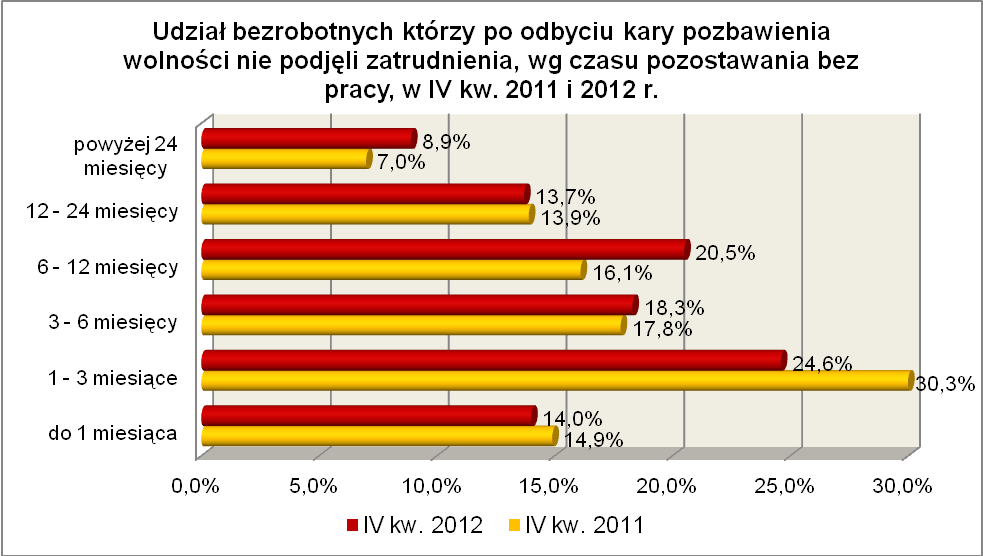 Udział bezrobotnych którzy po odbyciu kary pozbawienia
wolności nie podjęli zatrudnienia, wg czasu pozostawania bez
pracy, w IV kw. 2011 i 2012 r.
powyżej 24
miesięcy
8,9%
7,0%
12 - 24 miesięcy
13,7%
13,9%
6 - 12 miesięcy
20,5%
16,1%
3 - 6 miesięcy
18,3%
17,8%
1 - 3 miesiące
24,6%
30,3%
do 1 miesiąca
14,0%
14,9%
0,0% 5,0% 10,0% 15,0% 20,0% 25,0% 30,0%
IV kw. 2012 IV kw. 2011